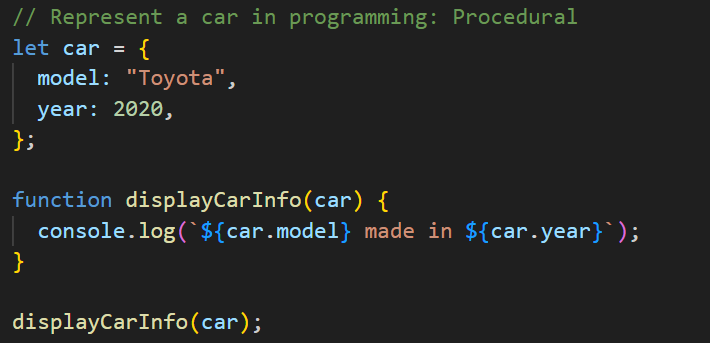 // Represent a car in programming: Procedural
let car = {
  model: "Toyota",
  year: 2020,
};

function displayCarInfo(car) {
  console.log(`${car.model} made in ${car.year}`);
}

displayCarInfo(car);